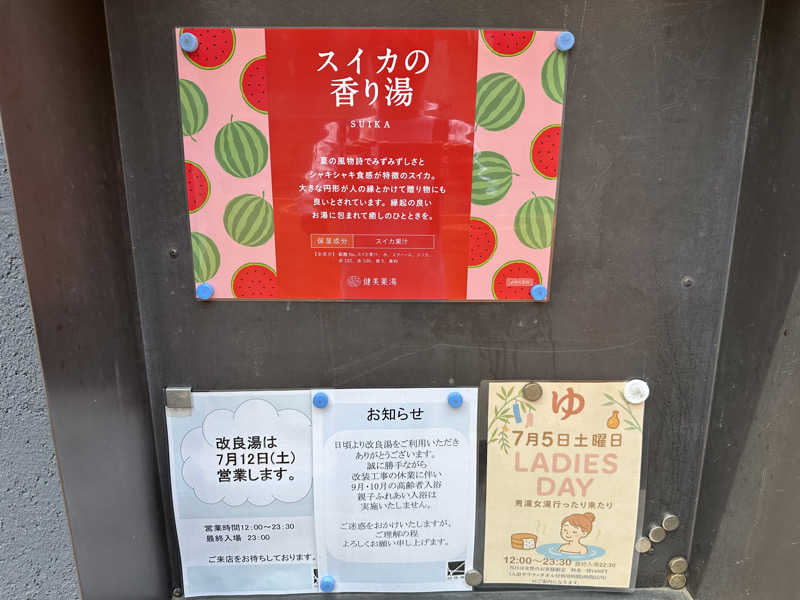 スイカの
香り湯
SUIKA
夏の風物詩でみずみずしさと
シャキシャキ食感が特徴のスイカ。
大きな円形が人の縁とかけて贈り物にも
良いとされています。縁起の良い
お湯に包まれて癒しのひとときを。
保湿成分 スイカ果汁
健美薬湯
改良湯は
7月12日(土)
営業します。
営業時間12:00〜23:30
最終入場 23:00
ご来店をお待ちしております。
お知らせ
日頃より改良湯をご利用いただき
ありがとうございます。
誠に勝手ながら
改装工事の休業に伴い
9月・10月の高齢者入浴
親子ふれあい入浴は
実施いたしません。
ご迷惑をおかけいたしますが、
ご理解の程
よろしくお願い申し上げます。
ゆ
7月5日土曜日
LADIES
DAY
男湯女湯行ったり来たり
12:00〜23:30 最終入場22:30